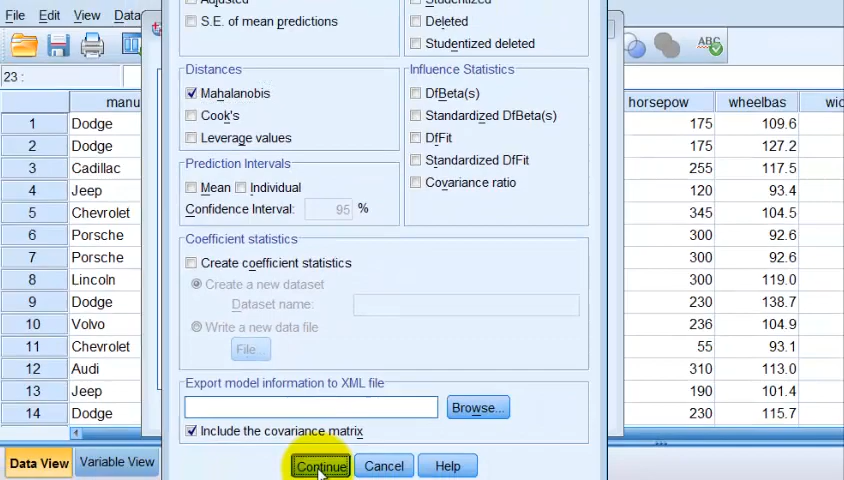 File Edit View Data
Adjusted
S.E. of mean predictions
Studentized
Deleted
Studentized deleted
ABC
23 :
Distances
Mahalanobis
Cook's
Leverage values
Influence Statistics
DfBeta(s)
Standardized DfBeta(s)
DfFit
Standardized DfFit
Covariance ratio
Prediction Intervals
Mean Individual
Confidence Interval: 95 %
Coefficient statistics
Create coefficient statistics
Create a new dataset
Dataset name:
Write a new data file
File...
Export model information to XML file
Browse...
Include the covariance matrix
Continue Cancel Help
manu horsepow wheelbas
1 Dodge 175 109.6
2 Dodge 175 127.2
3 Cadillac 255 117.5
4 Jeep 120 93.4
5 Chevrolet 345 104.5
6 Porsche 300 92.6
7 Porsche 300 92.6
8 Lincoln 300 119.0
9 Dodge 230 138.7
10 Volvo 236 104.9
11 Chevrolet 55 93.1
12 Audi 310 113.0
13 Jeep 190 101.4
14 Dodge 230 115.7
Data View Variable View